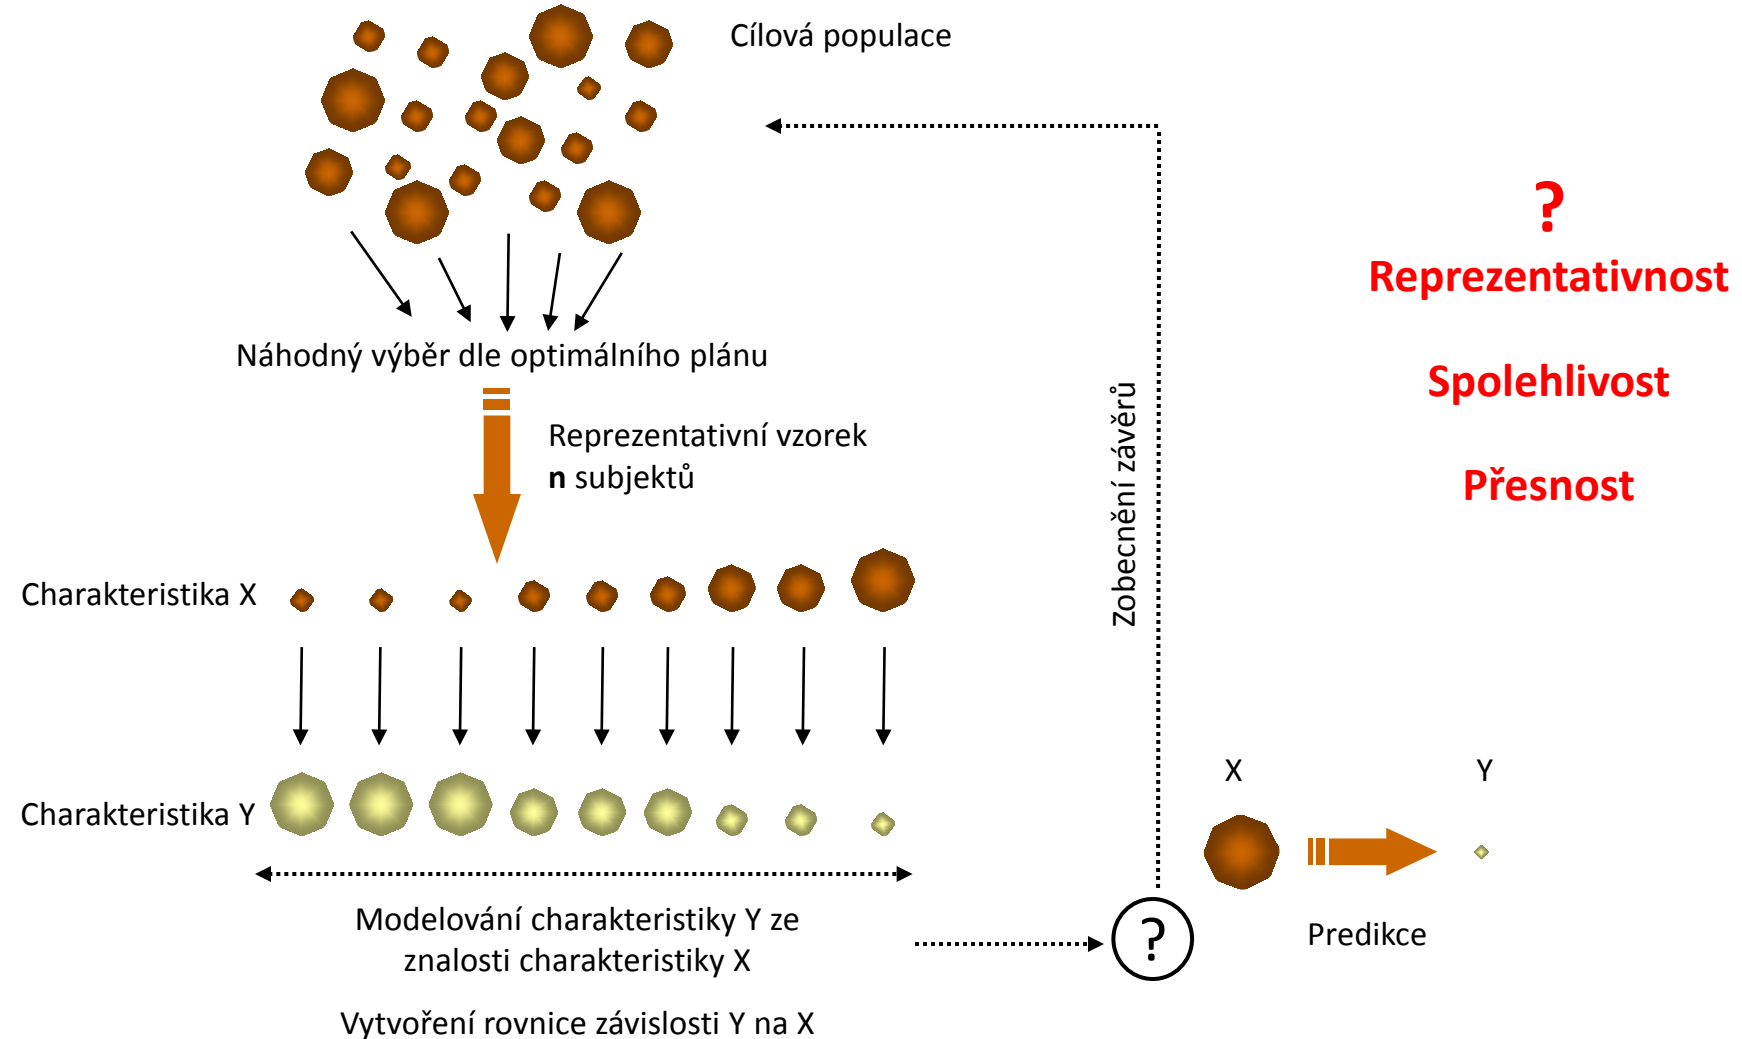 Cílová populace
?
Reprezentativnost
Spolehlivost
Přesnost
Náhodný výběr dle optimálního plánu
Reprezentativní vzorek
n subjektů
Zobecnění závěrů
Charakteristika X
Charakteristika Y
X
Y
Predikce
?
Modelování charakteristiky Y ze
znalosti charakteristiky X
Vytvoření rovnice závislosti Y na X